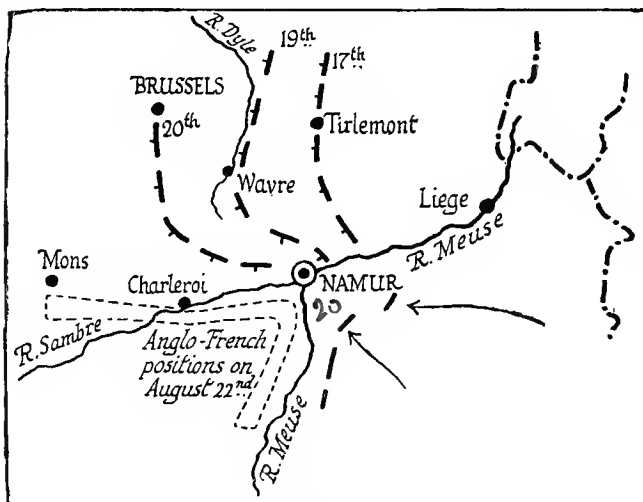 R. Dyle
19th
17th
BRUSSELS
20th
Tirlemont
Wavre
Liege
R. Meuse
Mons
Charleroi
NAMUR
20
R. Sambre
Anglo-French
positions on
August 22nd
R. Meuse